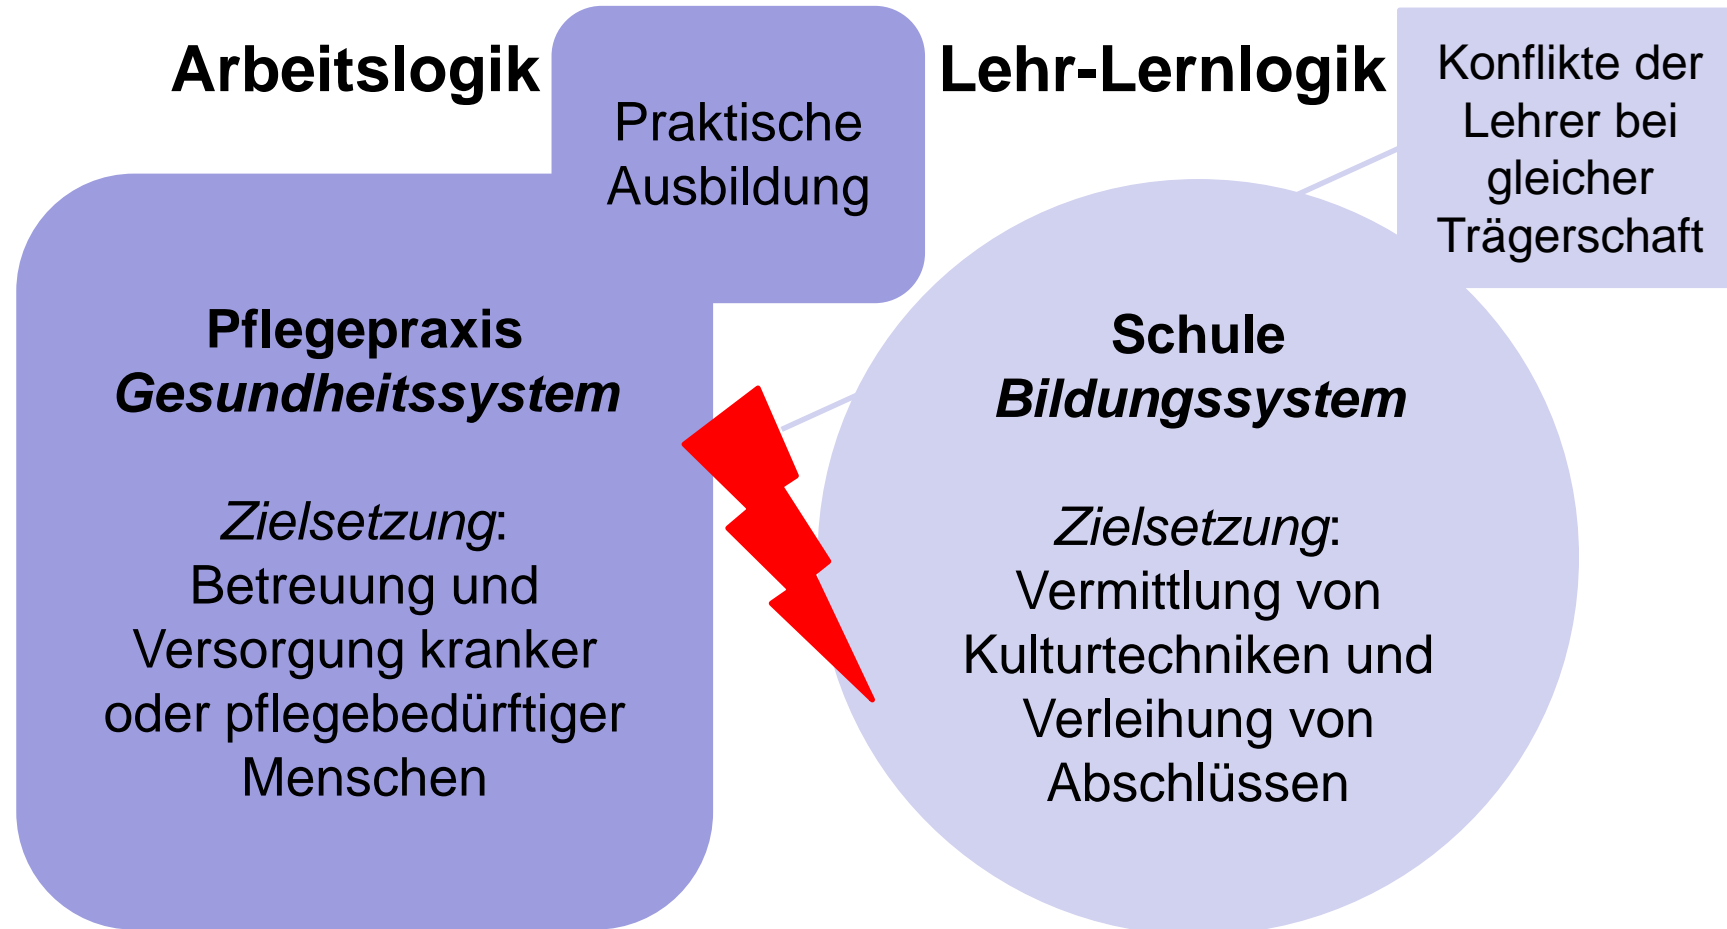 Arbeitslogik
Praktische
Ausbildung
Lehr-Lernlogik
Konflikte der
Lehrer bei
gleicher
Trägerschaft
Pflegepraxis
Gesundheitssystem
Zielsetzung:
Betreuung und
Versorgung kranker
oder pflegebedürftiger
Menschen
Schule
Bildungssystem
Zielsetzung:
Vermittlung von
Kulturtechniken und
Verleihung von
Abschlüssen